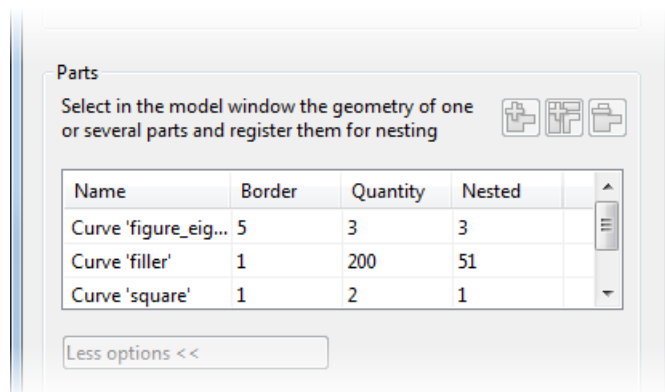 Parts
Select in the model window the geometry of one
or several parts and register them for nesting
Name Border Quantity Nested
Curve 'figure_eig... 5 3 3
Curve 'filler' 1 200 51
Curve 'square' 1 2 1
Less options <<